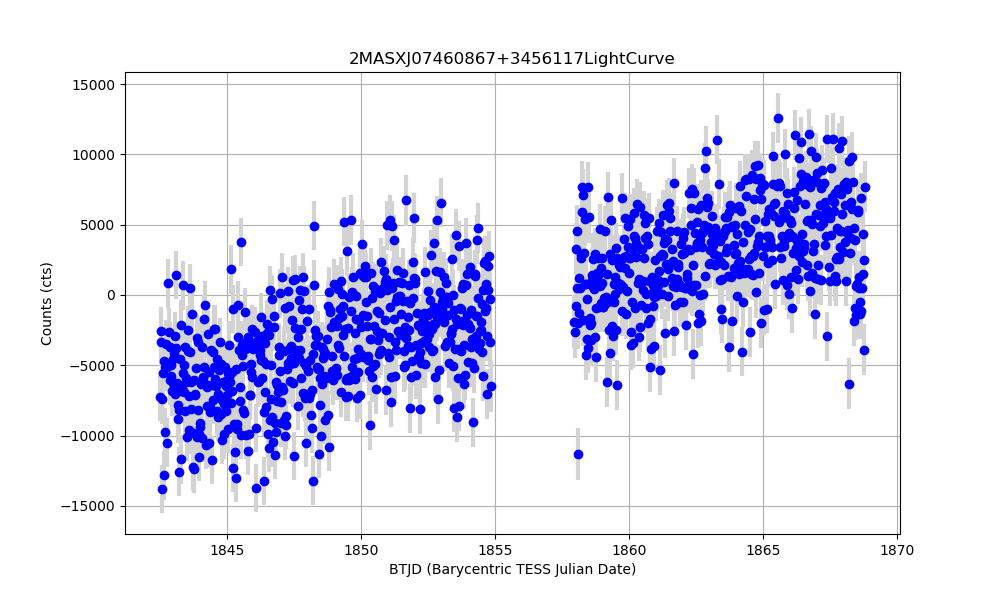 2MASXJ07460867+3456117LightCurve
15000
10000
5000
0
−5000
−10000
−15000
Counts (cts)
1845 1850 1855 1860 1865 1870
BTJD (Barycentric TESS Julian Date)